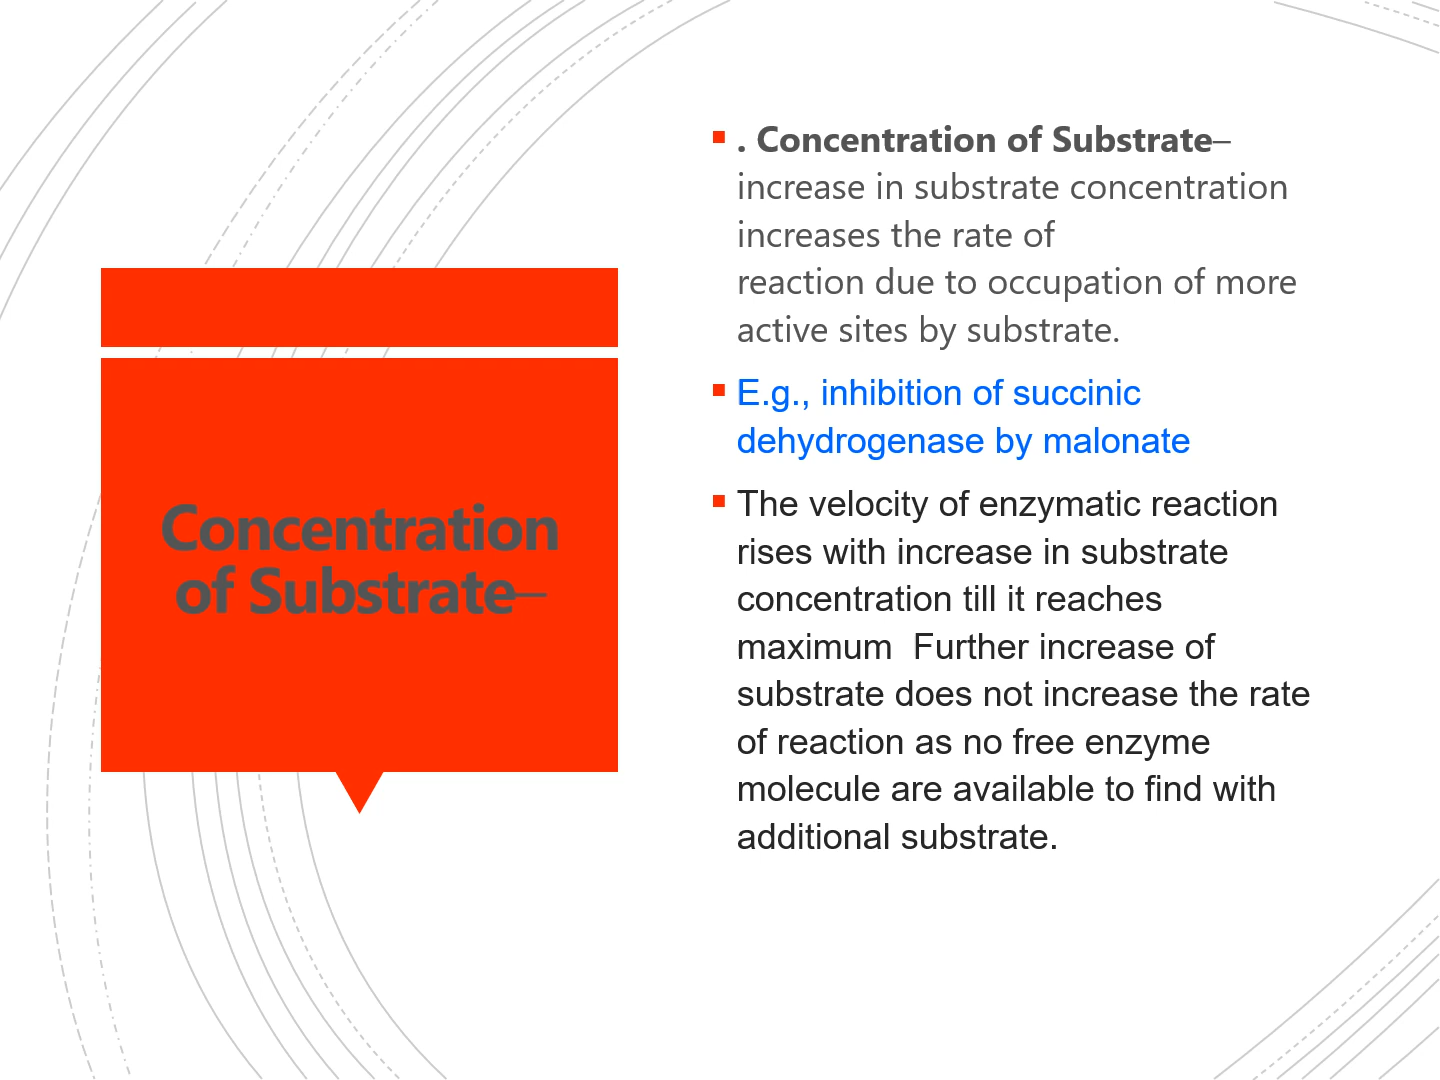 Concentration
of Substrate–
. Concentration of Substrate–
increase in substrate concentration
increases the rate of
reaction due to occupation of more
active sites by substrate.
E.g., inhibition of succinic
dehydrogenase by malonate
The velocity of enzymatic reaction
rises with increase in substrate
concentration till it reaches
maximum  Further increase of
substrate does not increase the rate
of reaction as no free enzyme
molecule are available to find with
additional substrate.